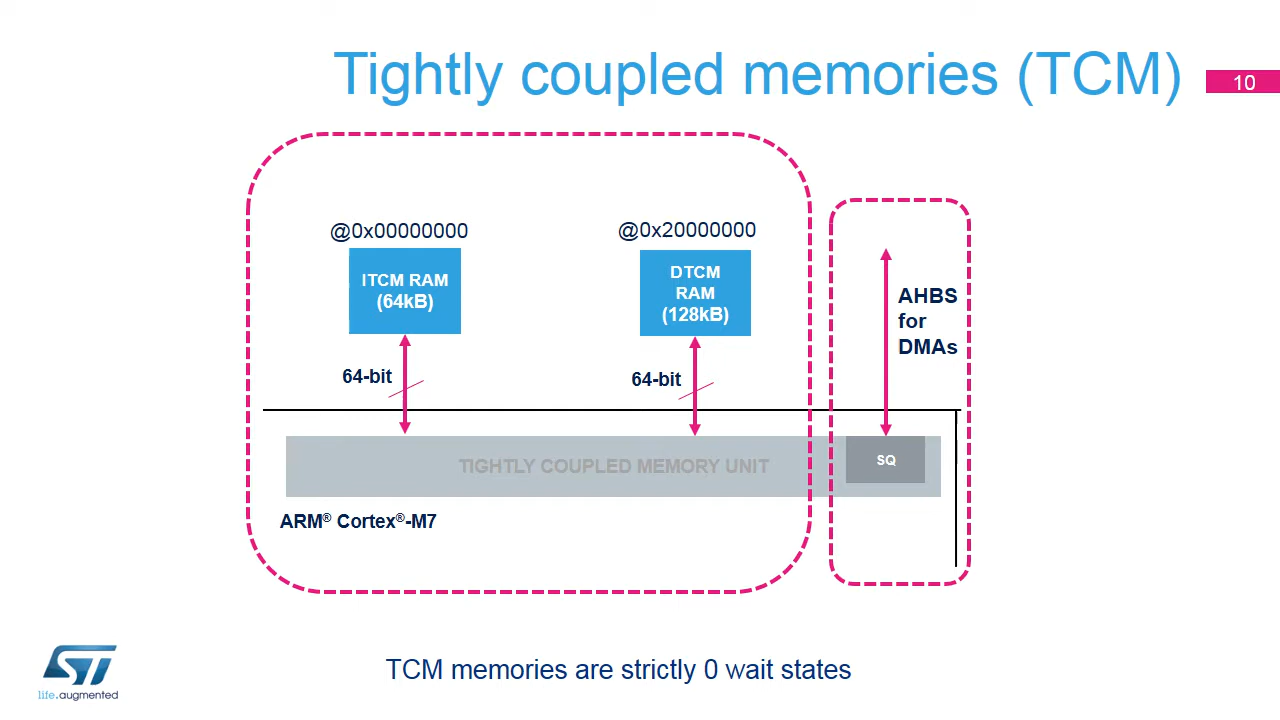 Tightly coupled memories (TCM)
10
@0x00000000
@0x20000000
ITCM RAM
(64kB)
DTCM
RAM
(128kB)
AHBS
for
DMAs
64-bit
64-bit
TIGHTLY COUPLED MEMORY UNIT
SQ
ARM® Cortex®-M7
TCM memories are strictly 0 wait states
ST
life.augmented